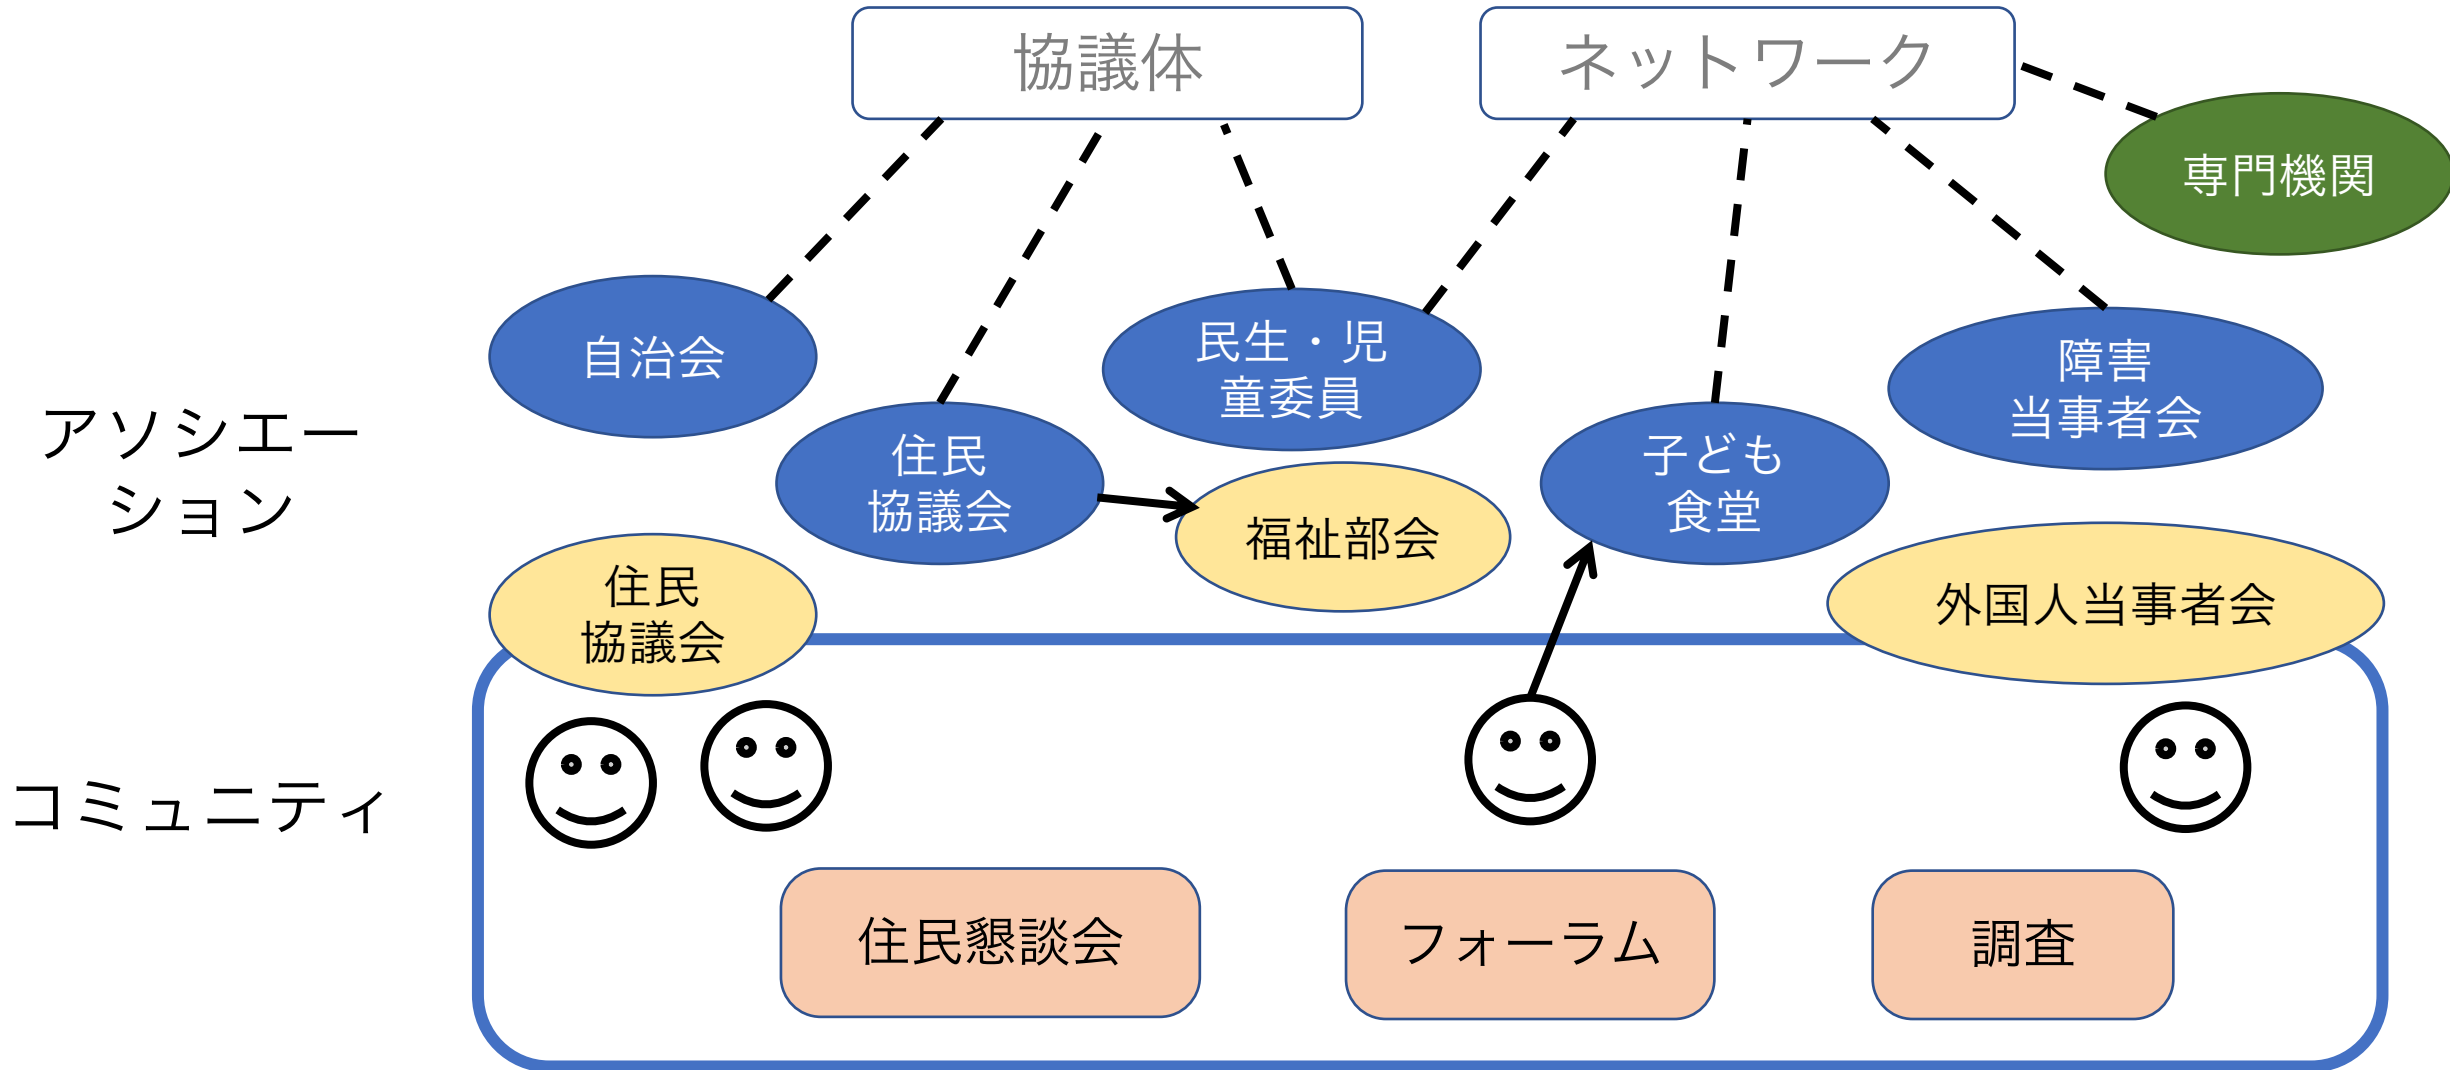 協議体
ネットワーク
専門機関
自治会
民生・児
童委員
障害
当事者会
アソシエー
ション
住民
協議会
子ども
食堂
福祉部会
住民
協議会
外国人当事者会
コミュニティ
住民懇談会
フォーラム
調査